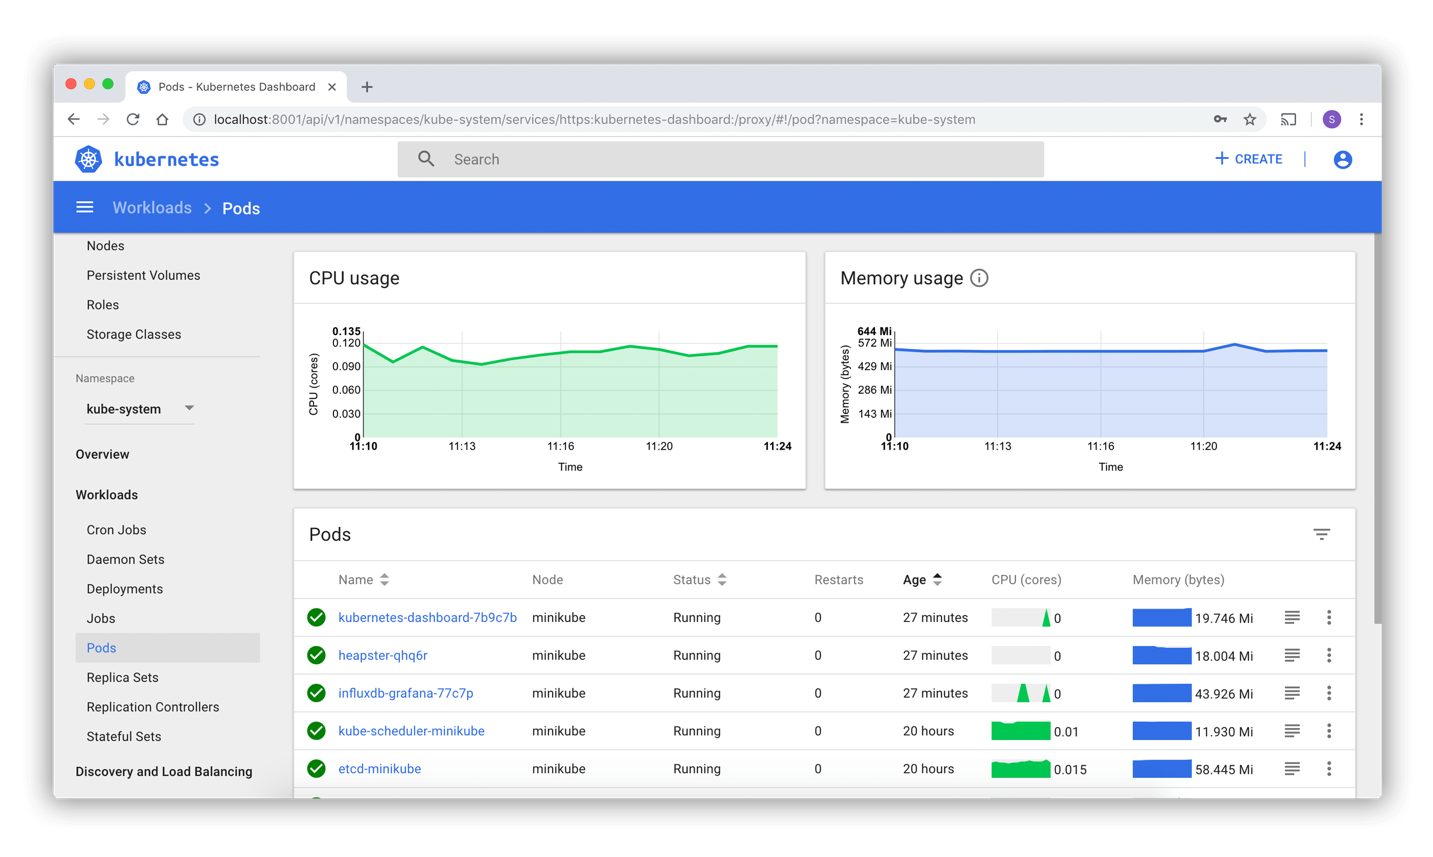 Pods - Kubernetes Dashboard
localhost:8001/api/v1/namespaces/kube-system/services/https:kubernetes-dashboard:/proxy/#!/pod?namespace=kube-system
S
kubernetes
Search
+ CREATE
Workloads > Pods
Nodes
Persistent Volumes
Roles
Storage Classes
Namespace
kube-system
Overview
Workloads
Cron Jobs
Daemon Sets
Deployments
Jobs
Pods
Replica Sets
Replication Controllers
Stateful Sets
Discovery and Load Balancing
CPU usage
CPU (cores)
0.135
0.120
0.090
0.060
0.030
0
11:10 11:13 11:16 11:20 11:24
Time
Memory usage
Memory (bytes)
644 Mi
572 Mi
429 Mi
286 Mi
143 Mi
0
11:10 11:13 11:16 11:20 11:24
Time
Pods
Name Node Status Restarts Age CPU (cores) Memory (bytes)
kubernetes-dashboard-7b9c7b minikube Running 0 27 minutes 0 19.746 Mi
heapster-qhq6r minikube Running 0 27 minutes 0 18.004 Mi
influxdb-grafana-77c7p minikube Running 0 27 minutes 0 43.926 Mi
kube-scheduler-minikube minikube Running 0 20 hours 0.01 11.930 Mi
etcd-minikube minikube Running 0 20 hours 0.015 58.445 Mi